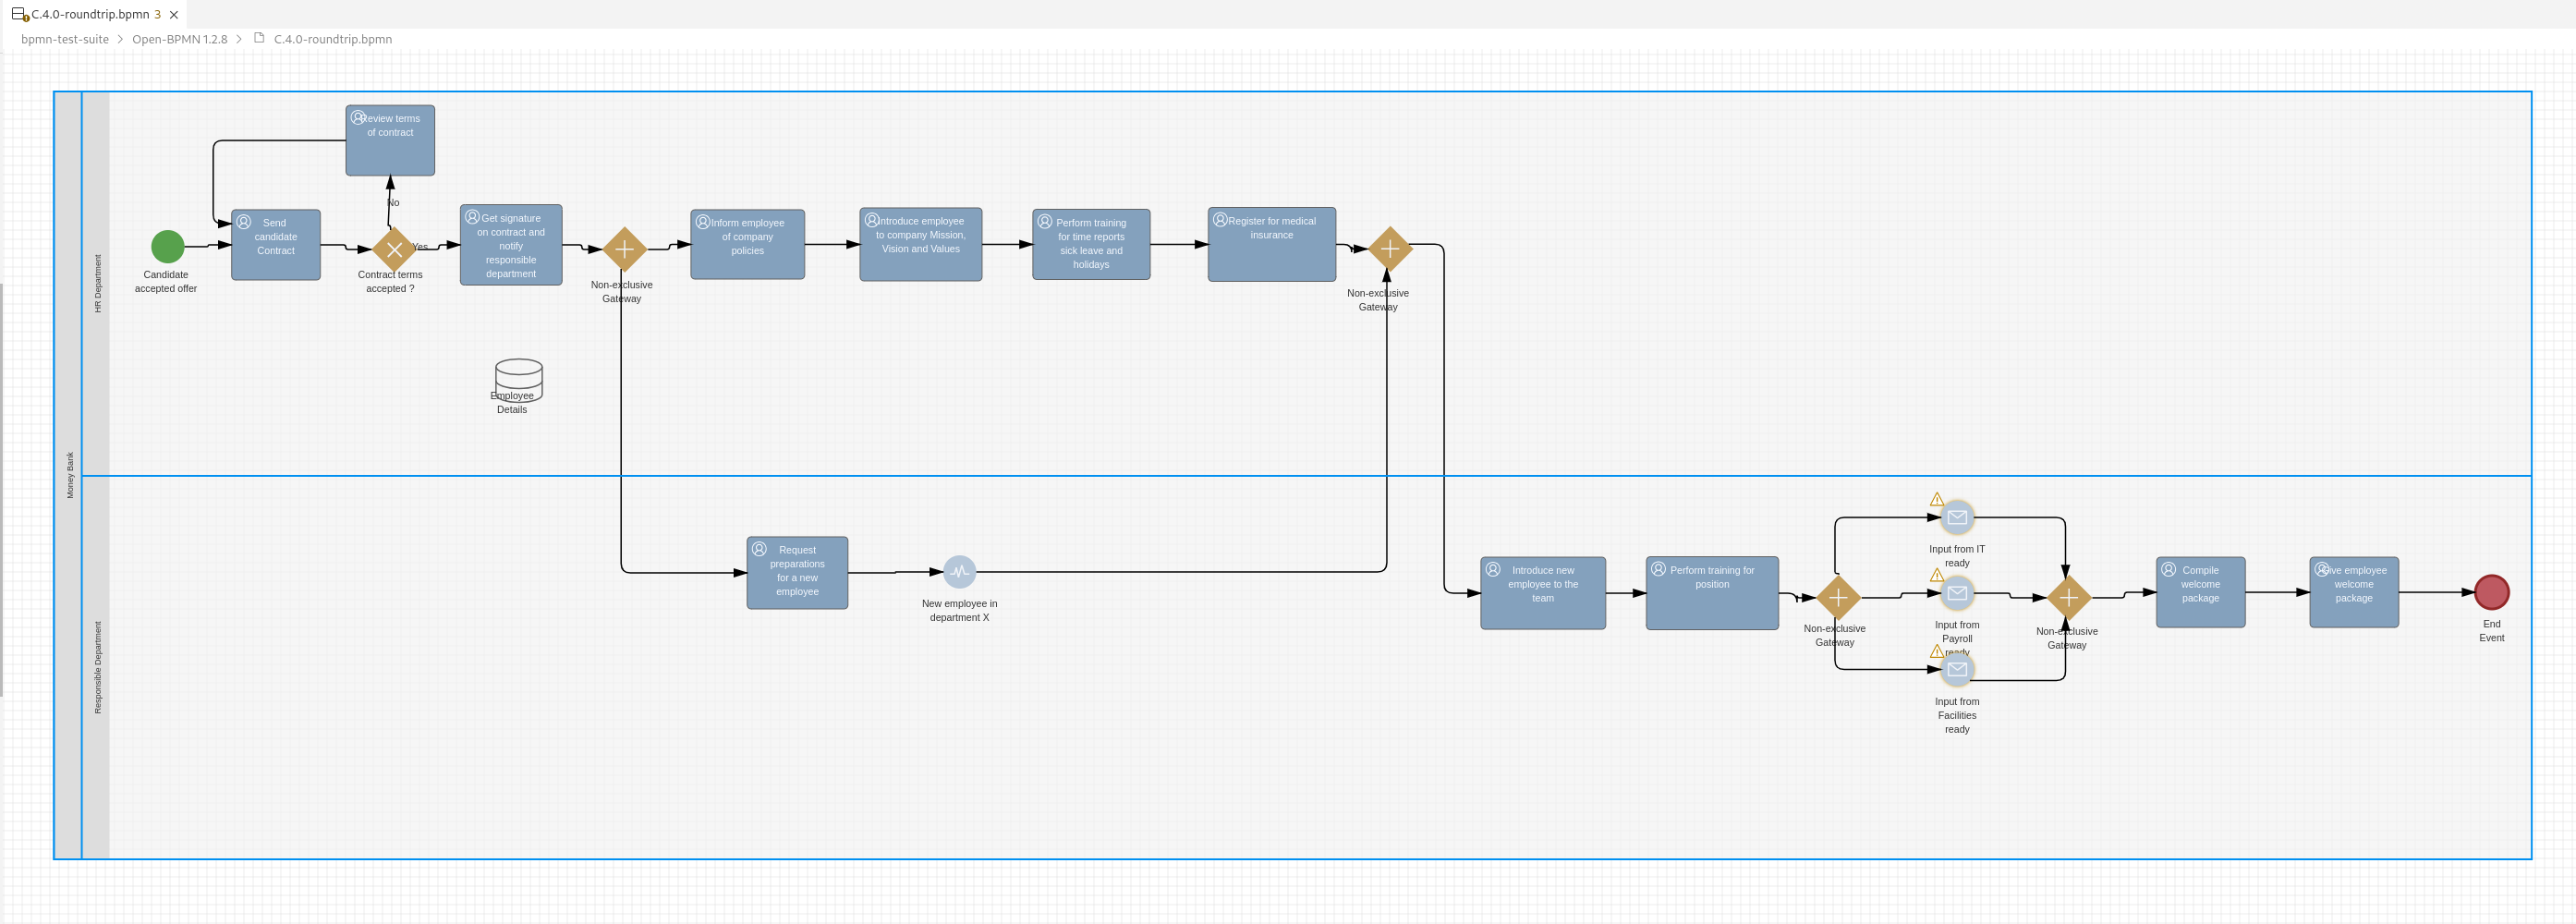 C.4.0-roundtrip.bpmn 3
bpmn-test-suite > Open-BPMN 1.2.8 > C.4.0-roundtrip.bpmn
Money Bank
HR Department
Review terms
of contract
No
Send
candidate
Contract
Candidate
accepted offer
Contract terms
accepted ?
Yes
Get signature
on contract and
notify
responsible
department
Non-exclusive
Gateway
Inform employee
of company
policies
Introduce employee
to company Mission,
Vision and Values
Perform training
for time reports
sick leave and
holidays
Register for medical
insurance
Non-exclusive
Gateway
Employee
Details
Responsible Department
Request
preparations
for a new
employee
New employee in
department X
Introduce new
employee to the
team
Perform training for
position
Non-exclusive
Gateway
Input from IT
ready
Input from
Payroll
ready
Input from
Facilities
ready
Non-exclusive
Gateway
Compile
welcome
package
Give employee
welcome
package
End
Event